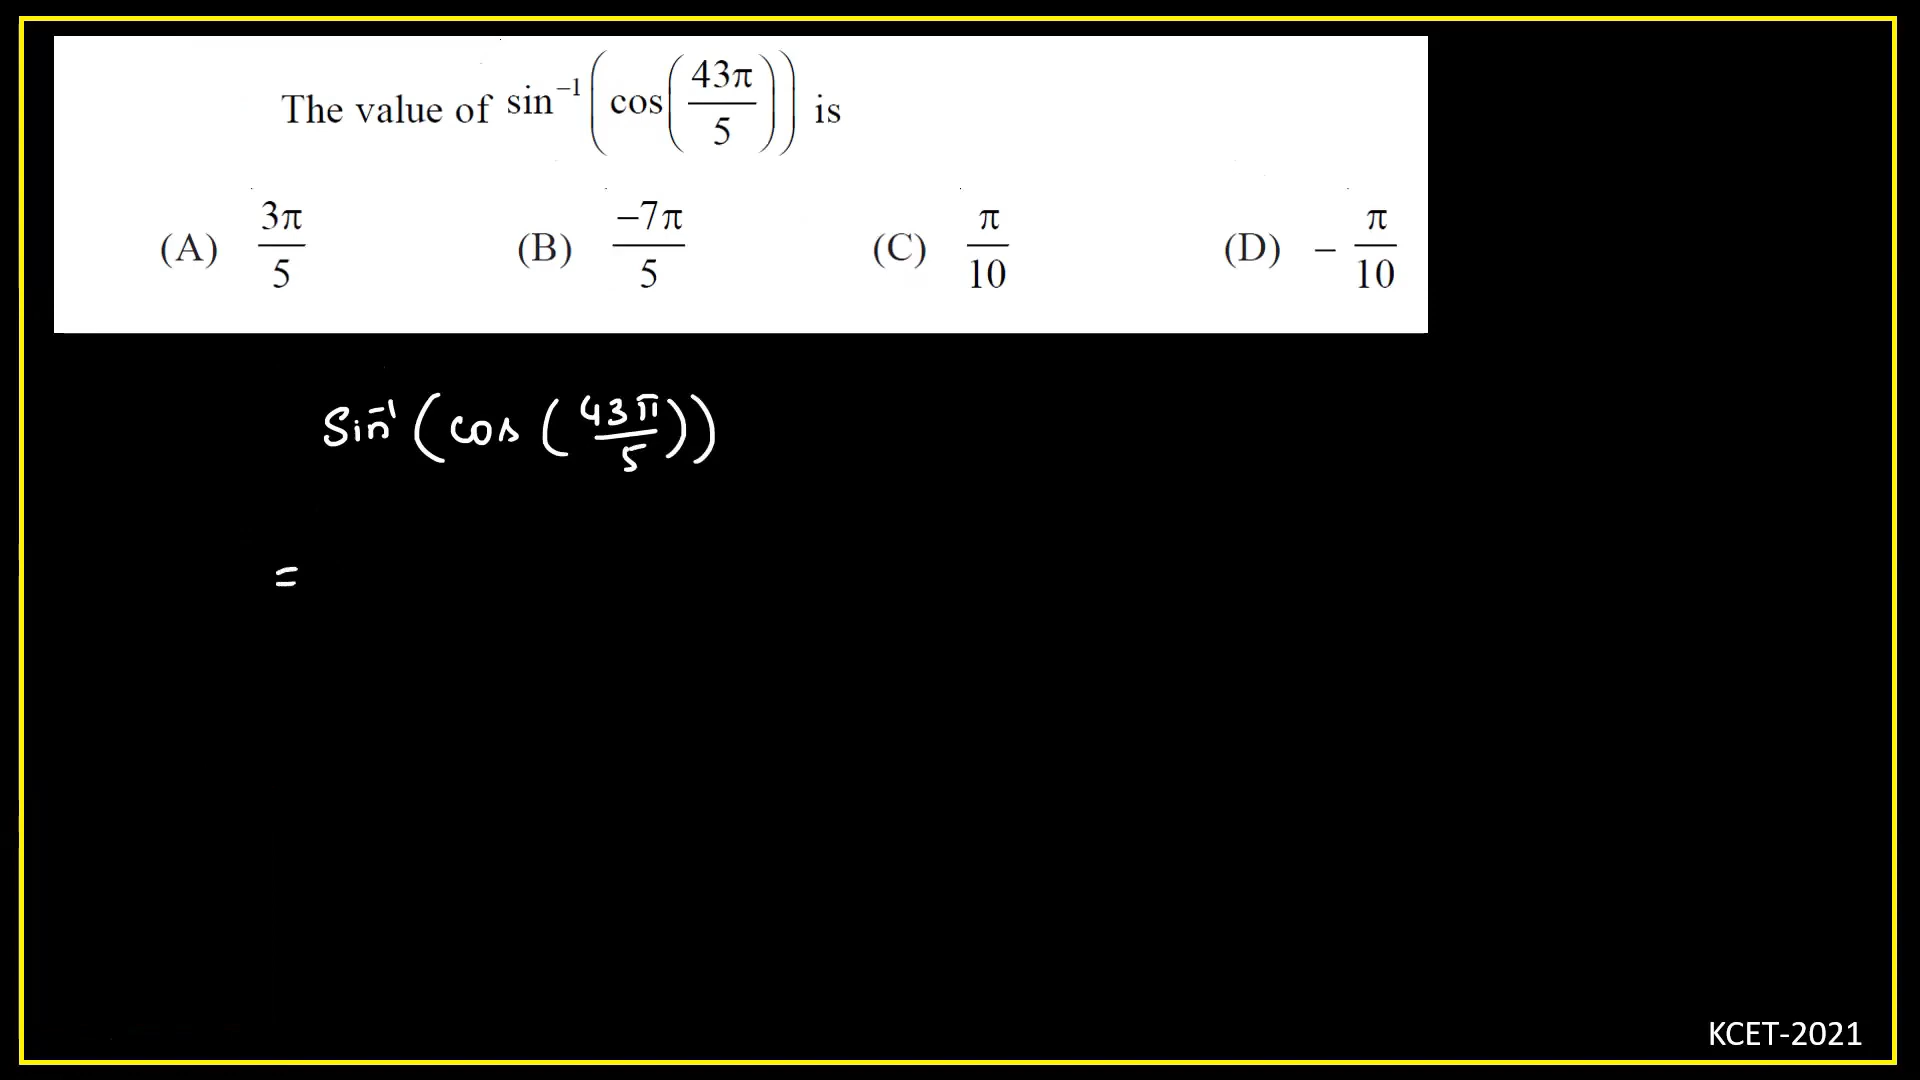 The value of sin⁻¹(cos(43π/5)) is
(A) 3π/5 (B) –7π/5 (C) π/10 (D) – π/10
Sin⁻¹(cos(43π/5))
=
KCET-2021